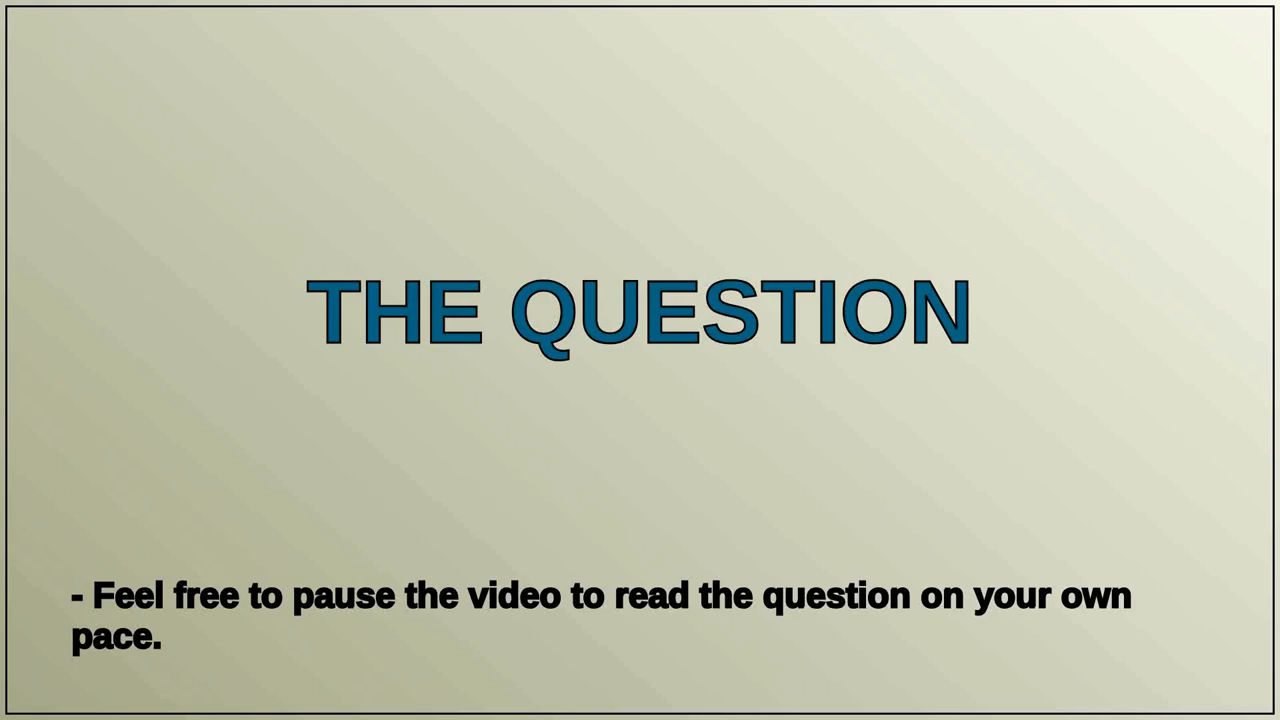 THE QUESTION
- Feel free to pause the video to read the question on your own
pace.